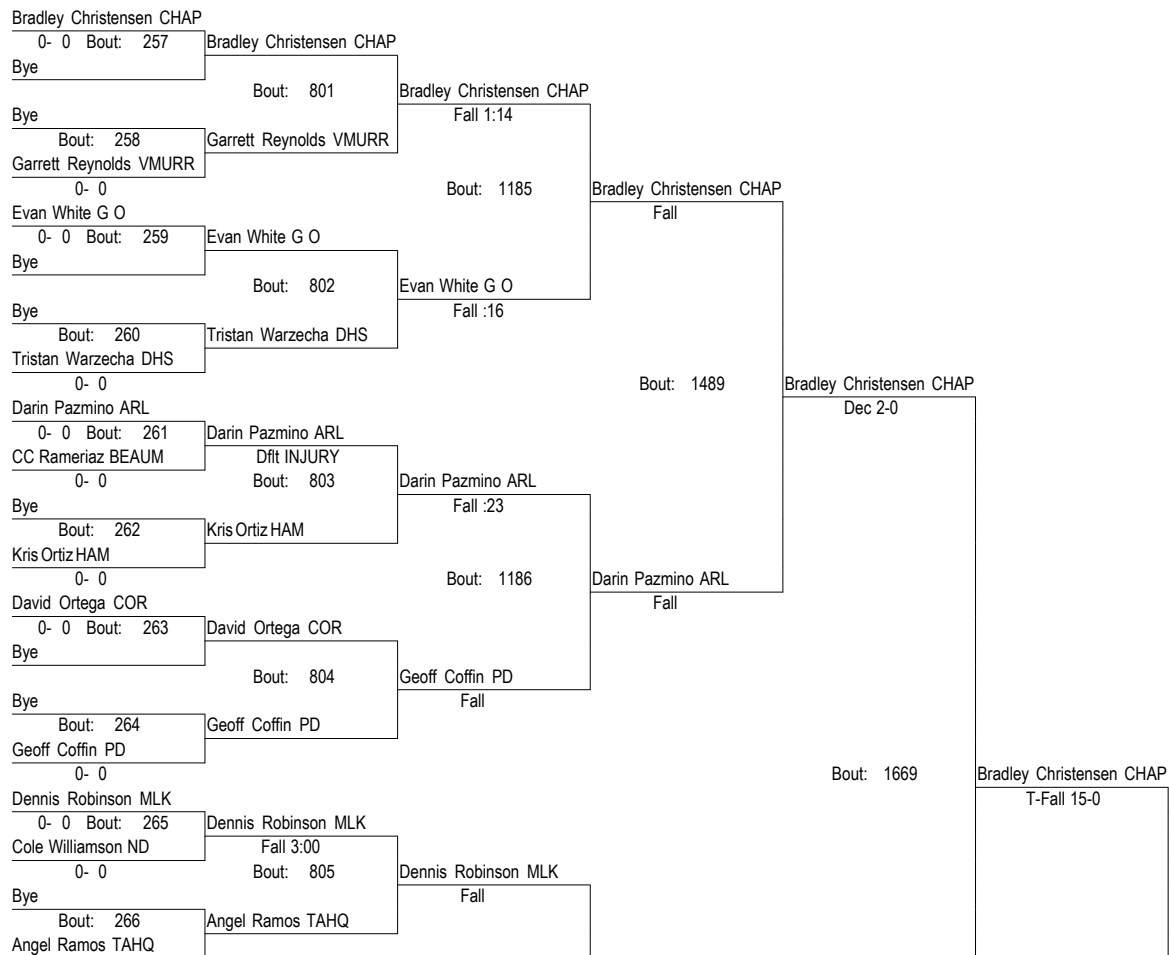 Bradley Christensen CHAP
0- 0 Bout: 257 Bradley Christensen CHAP
Bye
Bout: 801 Bradley Christensen CHAP
Bye Fall 1:14
Bout: 258 Garrett Reynolds VMURR
Garrett Reynolds VMURR
0- 0 Bout: 1185 Bradley Christensen CHAP
Evan White G O Fall
0- 0 Bout: 259 Evan White G O
Bye
Bout: 802 Evan White G O
Bye Fall :16
Bout: 260 Tristan Warzecha DHS
Tristan Warzecha DHS
0- 0 Bout: 1489 Bradley Christensen CHAP
Darin Pazmino ARL Dec 2-0
0- 0 Bout: 261 Darin Pazmino ARL
CC Rameriaz BEAUM Dflt INJURY
0- 0 Bout: 803 Darin Pazmino ARL
Bye Fall :23
Bout: 262 Kris Ortiz HAM
Kris Ortiz HAM
0- 0 Bout: 1186 Darin Pazmino ARL
David Ortega COR Fall
0- 0 Bout: 263 David Ortega COR
Bye
Bout: 804 Geoff Coffin PD
Bye Fall
Bout: 264 Geoff Coffin PD
Geoff Coffin PD
0- 0 Bout: 1669 Bradley Christensen CHAP
Dennis Robinson MLK T-Fall 15-0
0- 0 Bout: 265 Dennis Robinson MLK
Cole Williamson ND Fall 3:00
0- 0 Bout: 805 Dennis Robinson MLK
Bye Fall
Bout: 266 Angel Ramos TAHQ
Angel Ramos TAHQ